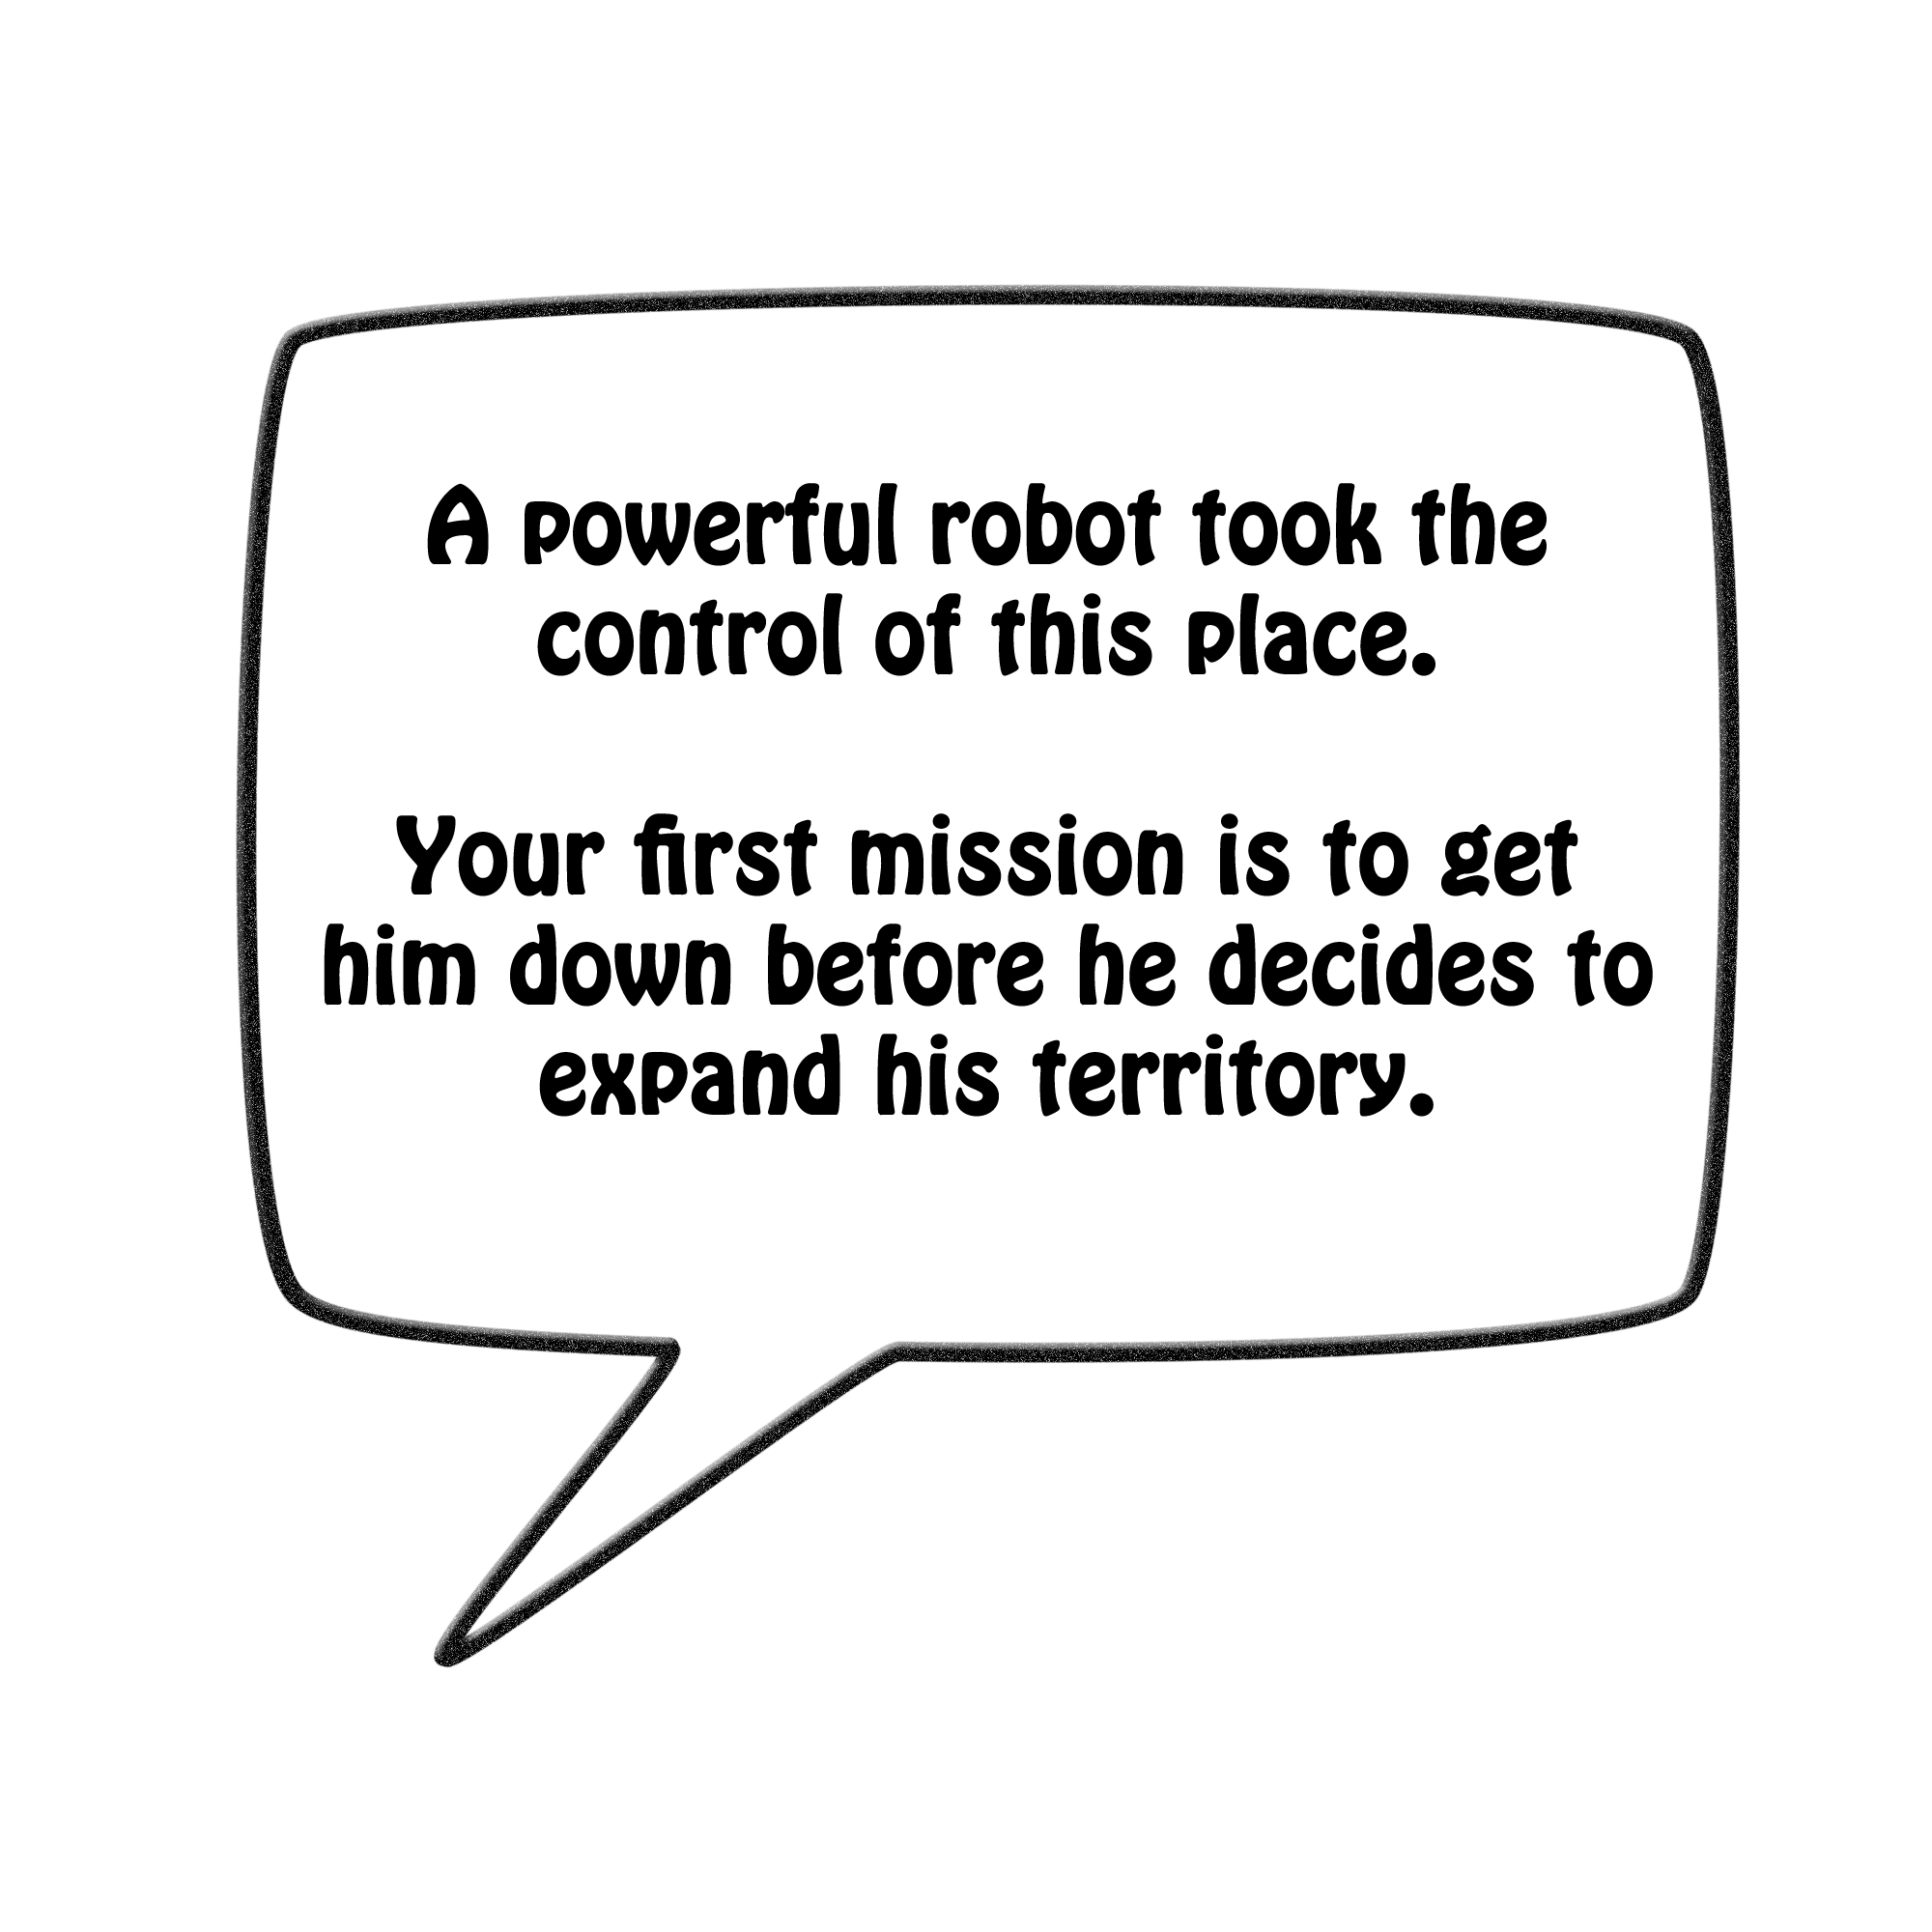 A powerful robot took the
control of this place.
Your first mission is to get
him down before he decides to
expand his territory.